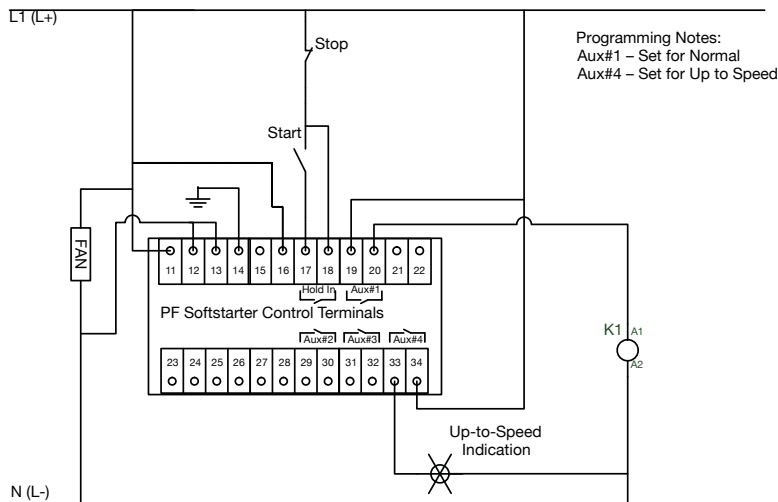 L1 (L+)
Stop
Programming Notes:
Aux#1 – Set for Normal
Aux#4 – Set for Up to Speed
Start
FAN
11 12 13 14 15 16 17 18 19 20 21 22
Hold In Aux#1
PF Softstarter Control Terminals
Aux#2 Aux#3 Aux#4
23 24 25 26 27 28 29 30 31 32 33 34
K1 A1
A2
Up-to-Speed
Indication
N (L-)